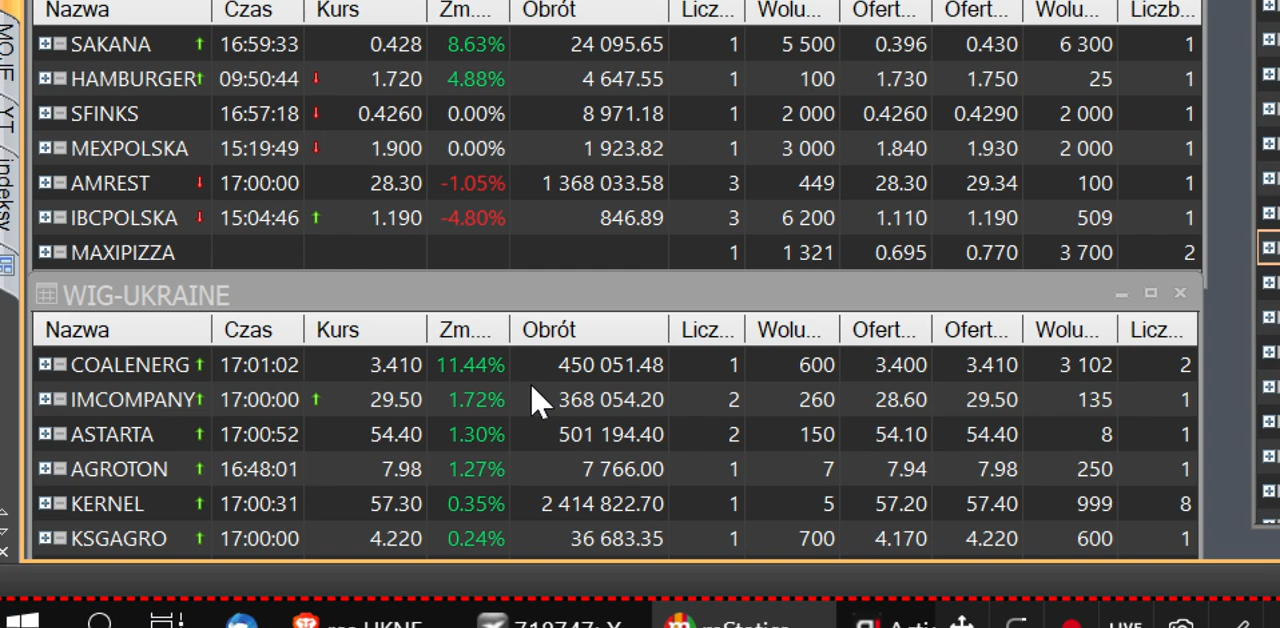 Nazwa Czas Kurs Zm.... Obrót Licz... Wolu... Ofert... Ofert... Wolu... Liczb...
SAKANA 16:59:33 0.428 8.63% 24 095.65 1 5 500 0.396 0.430 6 300 1
HAMBURGER 09:50:44 1.720 4.88% 4 647.55 1 100 1.730 1.750 25 1
SFINKS 16:57:18 0.4260 0.00% 8 971.18 1 2 000 0.4260 0.4290 2 000 1
MEXPOLSKA 15:19:49 1.900 0.00% 1 923.82 1 3 000 1.840 1.930 2 000 1
AMREST 17:00:00 28.30 -1.05% 1 368 033.58 3 449 28.30 29.34 100 1
IBCPOLSKA 15:04:46 1.190 -4.80% 846.89 3 6 200 1.110 1.190 509 1
MAXIPIZZA 1 1 321 0.695 0.770 3 700 2
WIG-UKRAINE
Nazwa Czas Kurs Zm.... Obrót Licz... Wolu... Ofert... Ofert... Wolu... Licz...
COALENERG 17:01:02 3.410 11.44% 450 051.48 1 600 3.400 3.410 3 102 2
IMCOMPANY 17:00:00 29.50 1.72% 368 054.20 2 260 28.60 29.50 135 1
ASTARTA 17:00:52 54.40 1.30% 501 194.40 2 150 54.10 54.40 8 1
AGROTON 16:48:01 7.98 1.27% 7 766.00 1 7 7.94 7.98 250 1
KERNEL 17:00:31 57.30 0.35% 2 414 822.70 1 5 57.20 57.40 999 8
KSGAGRO 17:00:00 4.220 0.24% 36 683.35 1 700 4.170 4.220 600 1
MOJE
YT
indeksy
LIVE